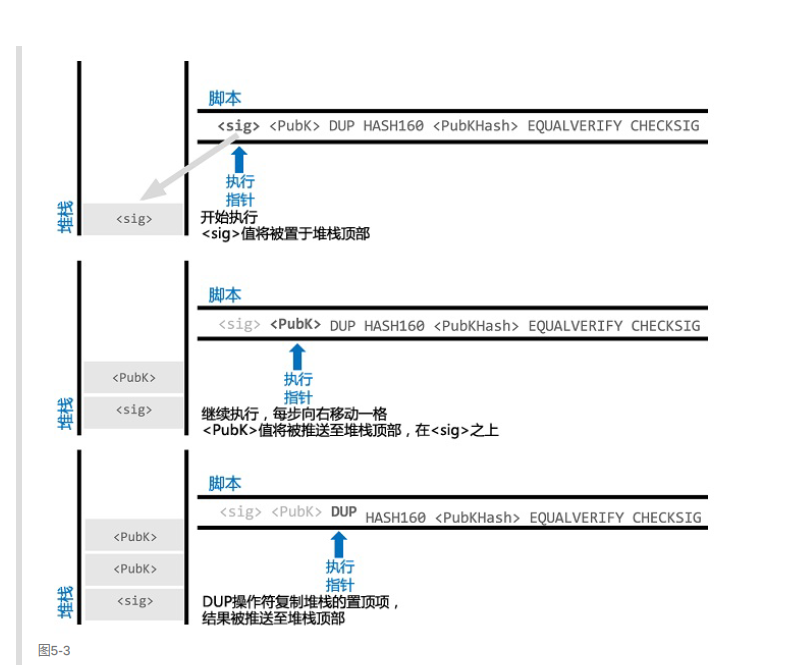 脚本
<sig> <PubK> DUP HASH160 <PubKHash> EQUALVERIFY CHECKSIG
执行
指针
堆栈
<sig>
开始执行
<sig>值将被置于堆栈顶部
脚本
<sig> <PubK> DUP HASH160 <PubKHash> EQUALVERIFY CHECKSIG
执行
指针
<PubK>
堆栈
<sig>
继续执行，每步向右移动一格
<PubK>值将被推送至堆栈顶部，在<sig>之上
脚本
<sig> <PubK> DUP HASH160 <PubKHash> EQUALVERIFY CHECKSIG
<PubK>
执行
指针
<PubK>
堆栈
<sig>
DUP操作符复制堆栈的置顶项，
结果被推送至堆栈顶部
图5-3